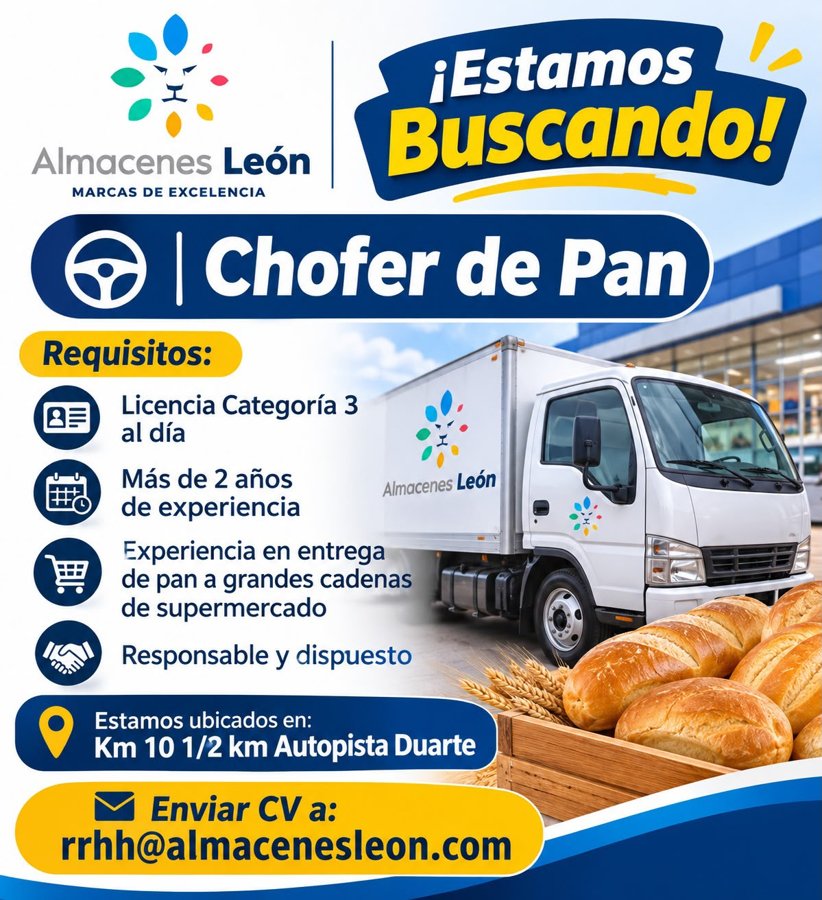 Almacenes León
MARCAS DE EXCELENCIA
¡Estamos
Buscando!
Chofer de Pan
Requisitos:
Licencia Categoría 3
al día
Más de 2 años
de experiencia
Experiencia en entrega
de pan a grandes cadenas
de supermercado
Responsable y dispuesto
Almacenes León
Estamos ubicados en:
Km 10 1/2 km Autopista Duarte
Enviar CV a:
rrhh@almacenesleon.com